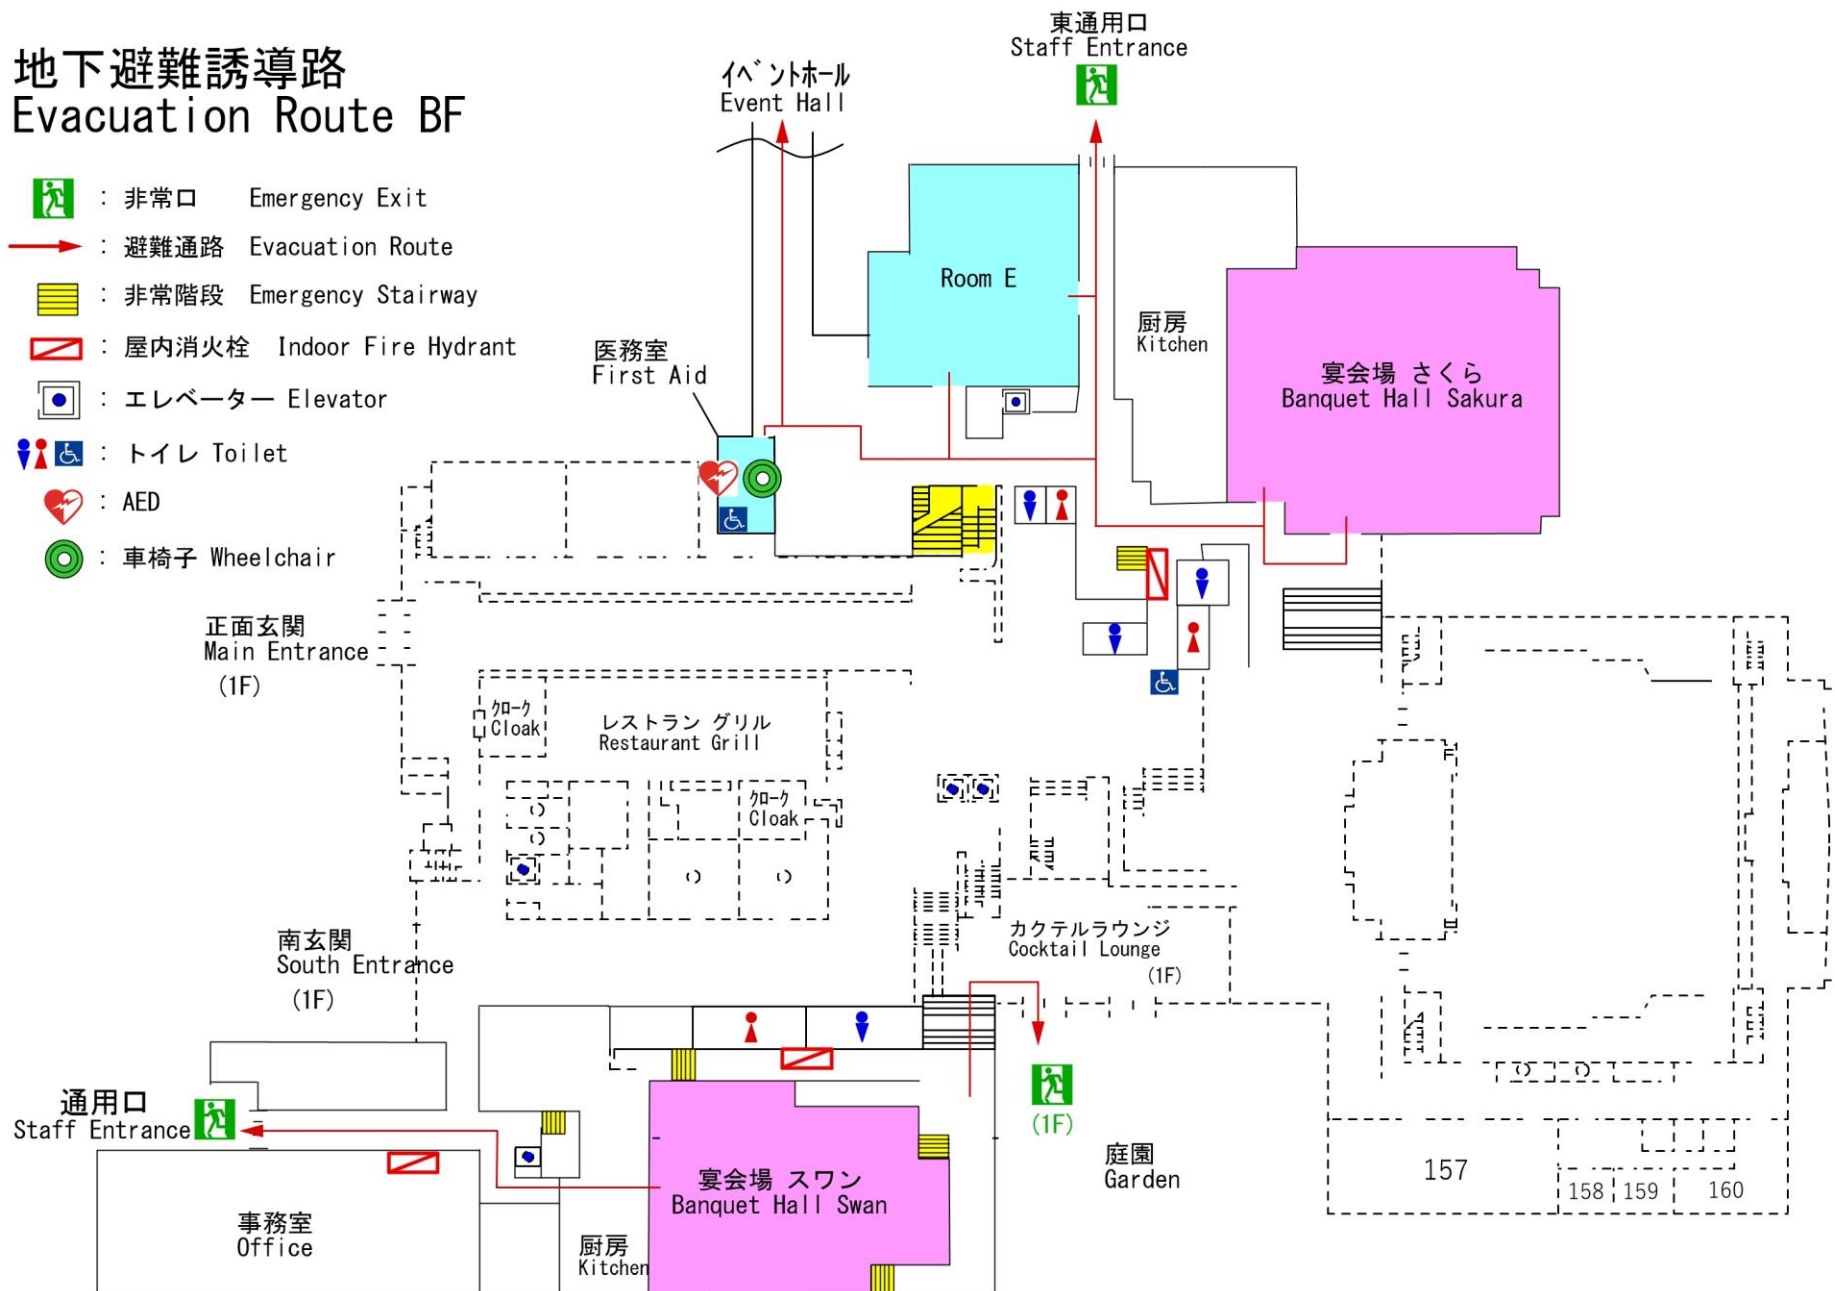 地下避難誘導路
Evacuation Route BF
: 非常口 Emergency Exit
: 避難通路 Evacuation Route
: 非常階段 Emergency Stairway
: 屋内消火栓 Indoor Fire Hydrant
: エレベーター Elevator
: トイレ Toilet
: AED
: 車椅子 Wheelchair
イベントホール
Event Hall
東通用口
Staff Entrance
Room E
厨房
Kitchen
宴会場 さくら
Banquet Hall Sakura
医務室
First Aid
正面玄関
Main Entrance
(1F)
クローク
Cloak
レストラン グリル
Restaurant Grill
クローク
Cloak
南玄関
South Entrance
(1F)
カクテルラウンジ
Cocktail Lounge
(1F)
通用口
Staff Entrance
(1F)
庭園
Garden
宴会場 スワン
Banquet Hall Swan
事務室
Office
厨房
Kitchen
157
158
159
160